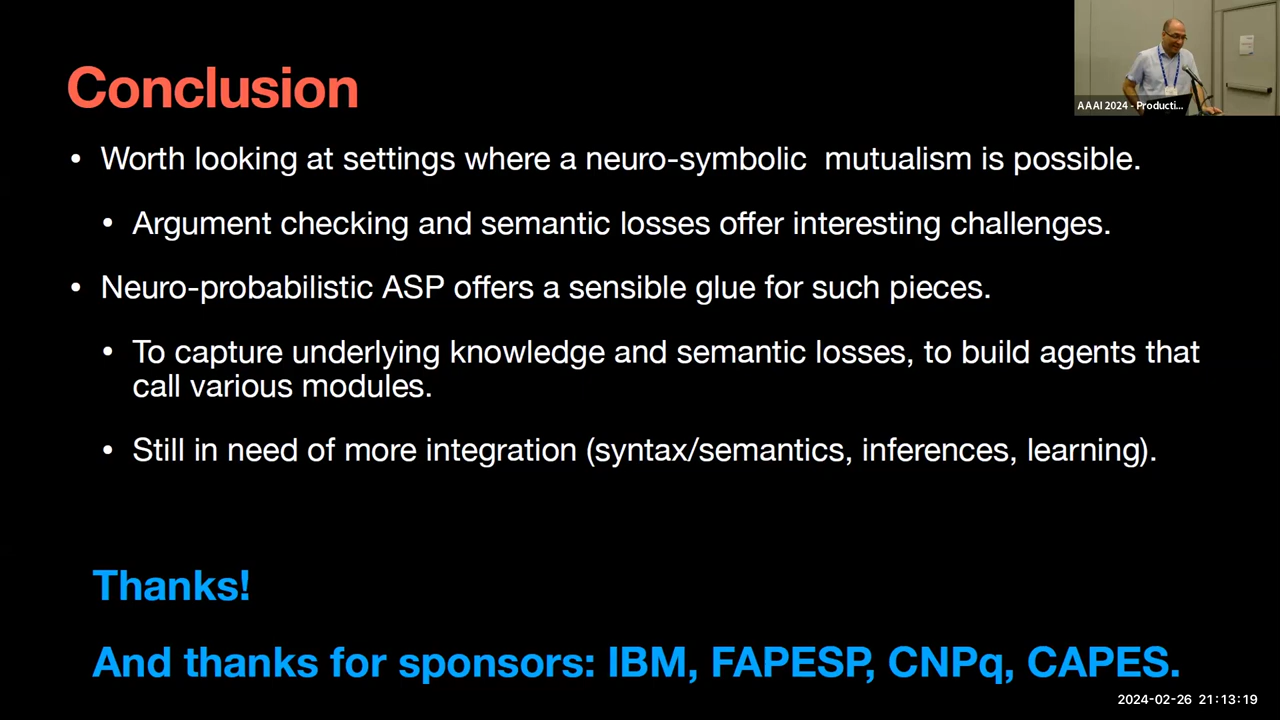 Conclusion
AAAI 2024 - Producti...
• Worth looking at settings where a neuro-symbolic  mutualism is possible.
• Argument checking and semantic losses offer interesting challenges.
• Neuro-probabilistic ASP offers a sensible glue for such pieces.
• To capture underlying knowledge and semantic losses, to build agents that
call various modules.
• Still in need of more integration (syntax/semantics, inferences, learning).
Thanks!
And thanks for sponsors: IBM, FAPESP, CNPq, CAPES.
2024-02-26 21:13:19